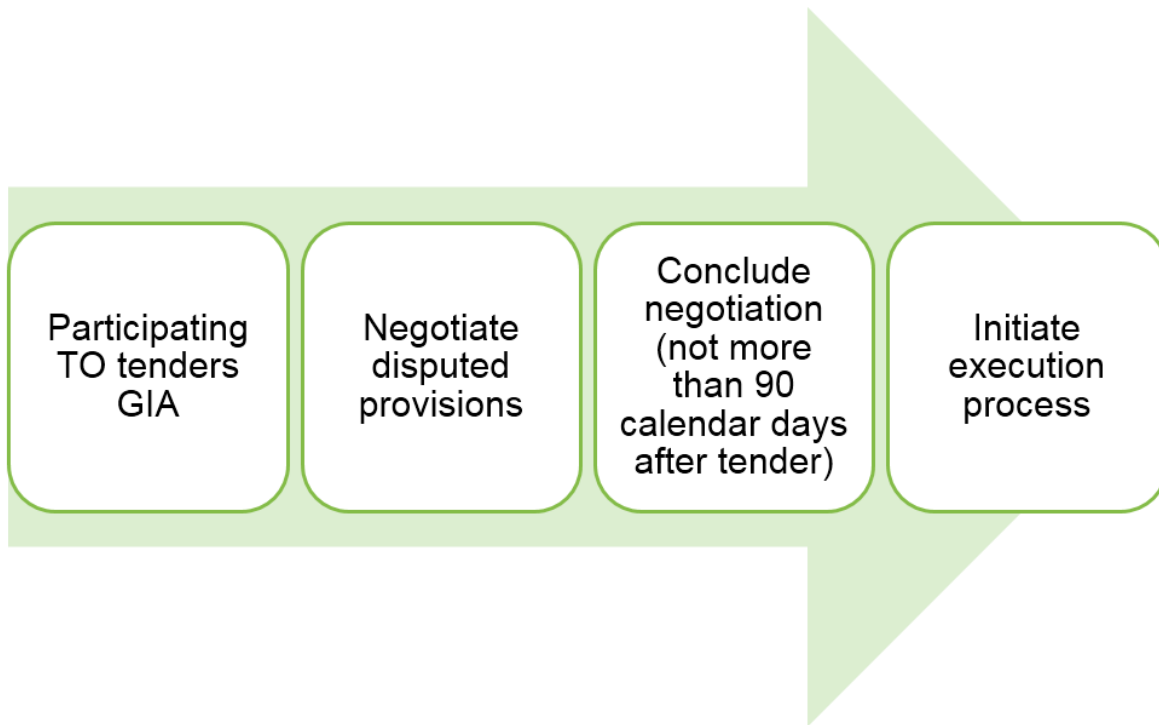 Participating
TO tenders
GIA
Negotiate
disputed
provisions
Conclude
negotiation
(not more
than 90
calendar days
after tender)
Initiate
execution
process